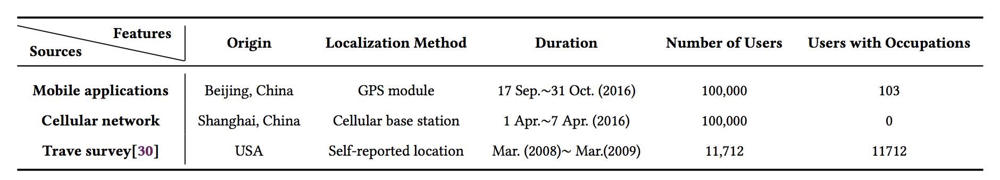 Features
Sources
Origin Localization Method Duration Number of Users Users with Occupations
Mobile applications Beijing, China GPS module 17 Sep.~31 Oct. (2016) 100,000 103
Cellular network Shanghai, China Cellular base station 1 Apr.~7 Apr. (2016) 100,000 0
Trave survey[30] USA Self-reported location Mar. (2008)~ Mar.(2009) 11,712 11712